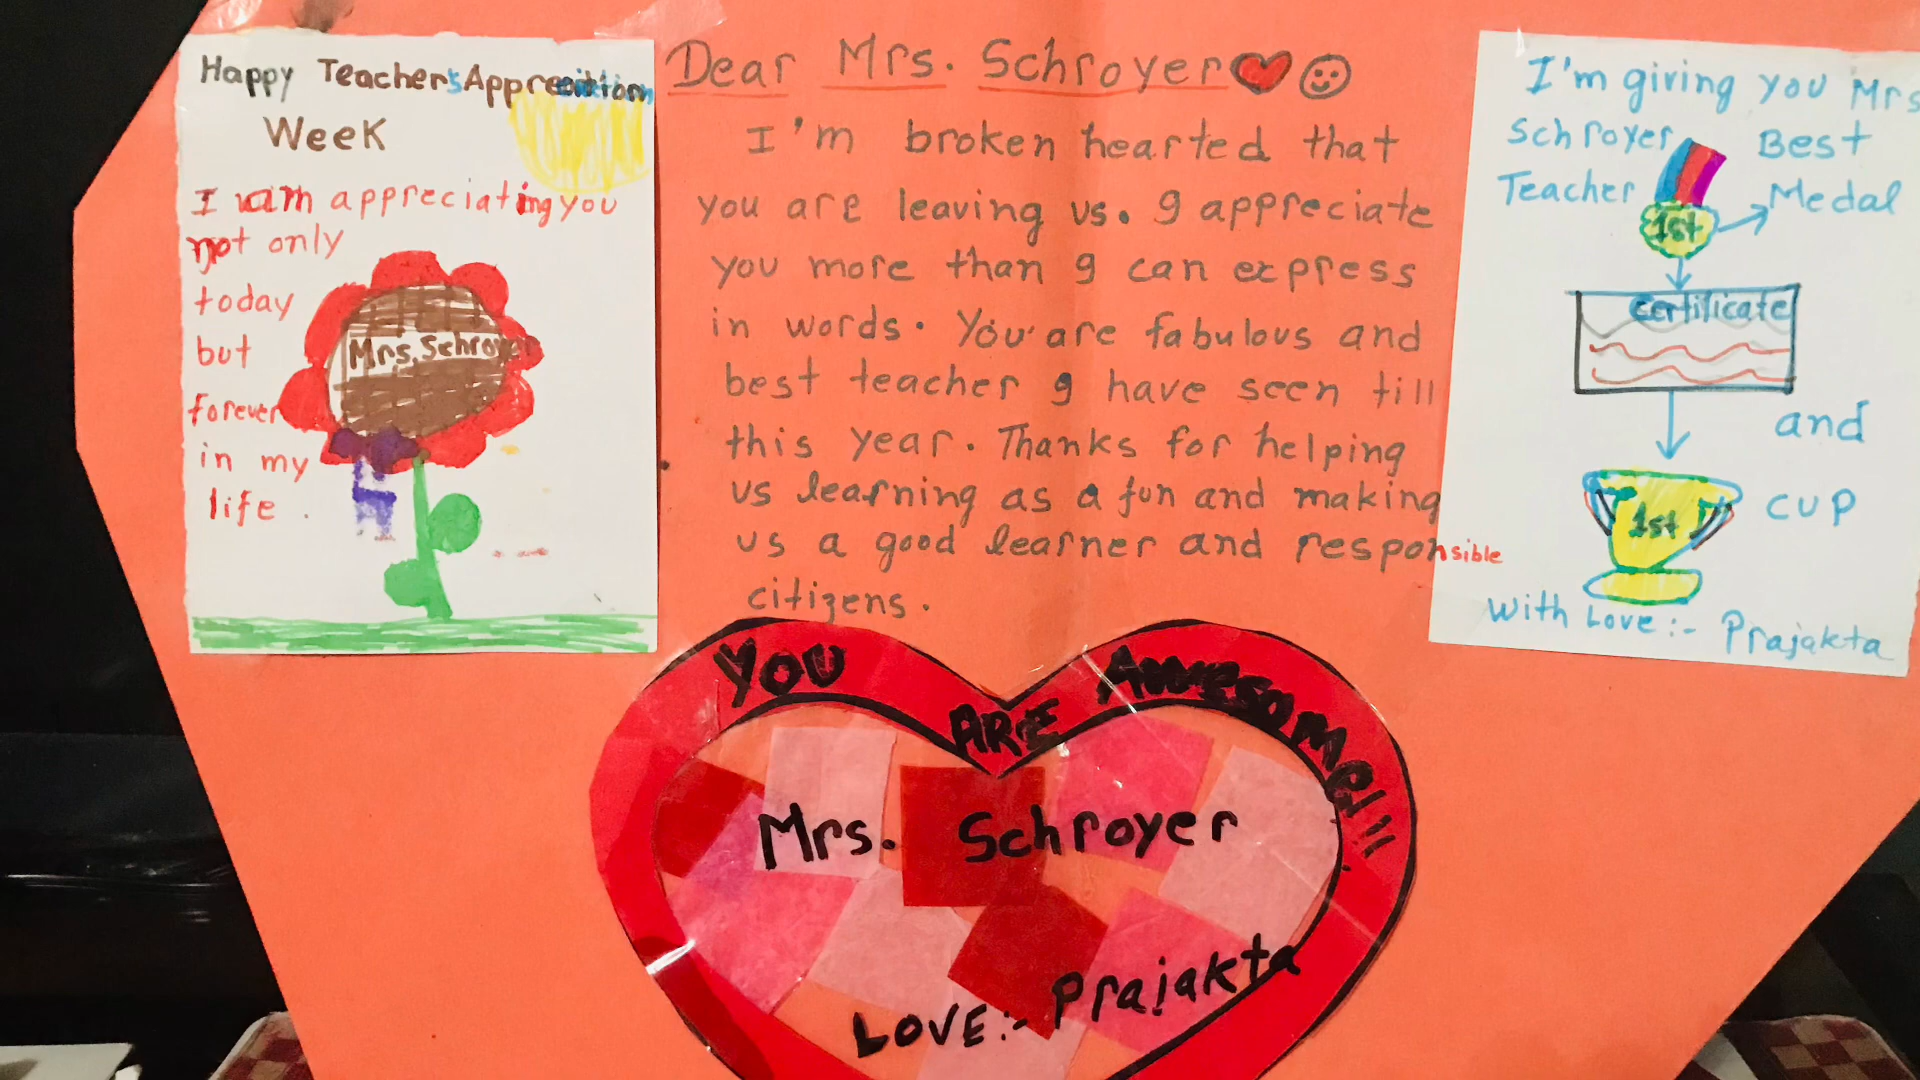 Happy Teacher's Appreciation
Week
I am appreciating you
not only
today
but
forever
in my
life.
Mrs. Schroyer
Dear Mrs. Schroyer
I'm broken hearted that
you are leaving us. I appreciate
you more than I can express
in words. You are fabulous and
best teacher I have seen till
this year. Thanks for helping
us learning as a fun and making
us a good learner and responsible
citizens.
I'm giving you Mrs
Schroyer Best
Teacher Medal
1st
certificate
and
cup
1st
With Love:- Prajakta
YOU ARE AWESOME!!
Mrs. Schroyer
LOVE:- Prajakta